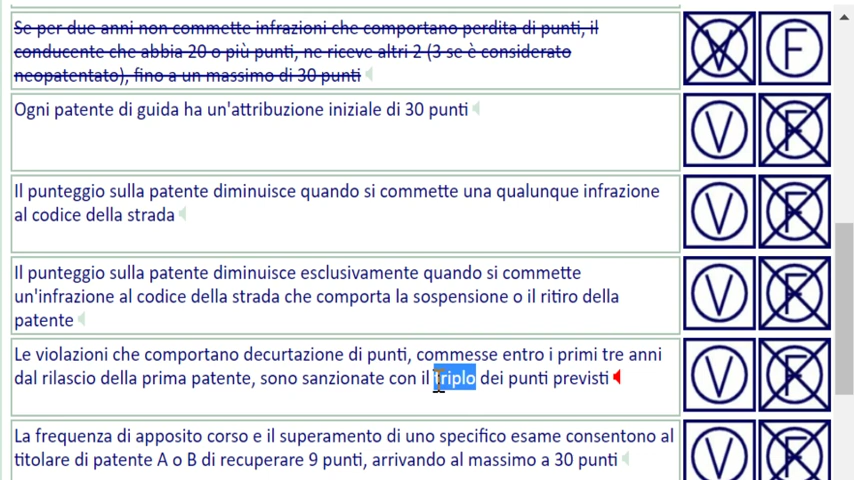 Se per due anni non commette infrazioni che comportano perdita di punti, il
conducente che abbia 20 o più punti, ne riceve altri 2 (3 se è considerato
neopatentato), fino a un massimo di 30 punti
V F
Ogni patente di guida ha un'attribuzione iniziale di 30 punti
V F
Il punteggio sulla patente diminuisce quando si commette una qualunque infrazione
al codice della strada
V F
Il punteggio sulla patente diminuisce esclusivamente quando si commette
un'infrazione al codice della strada che comporta la sospensione o il ritiro della
patente
V F
Le violazioni che comportano decurtazione di punti, commesse entro i primi tre anni
dal rilascio della prima patente, sono sanzionate con il triplo dei punti previsti
V F
La frequenza di apposito corso e il superamento di uno specifico esame consentono al
titolare di patente A o B di recuperare 9 punti, arrivando al massimo a 30 punti
V F